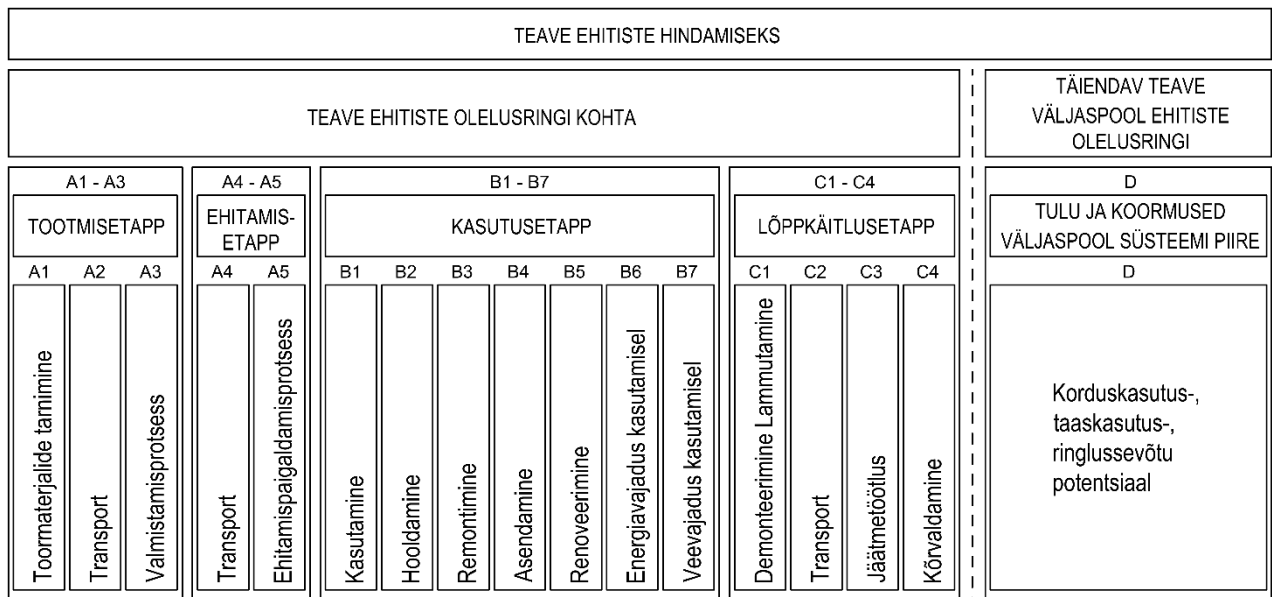 TEAVE EHITISTE HINDAMISEKS
TEAVE EHITISTE OLELUSRINGI KOHTA
TÄIENDAV TEAVE
VÄLJASPOOL EHITISTE
OLELUSRINGI
A1 - A3
TOOTMISETAPP
A1 A2 A3
Toormaterjalide tarnimine
Transport
Valmistamisprotsess
A4 - A5
EHITAMIS-
ETAPP
A4 A5
Transport
Ehitamispaigaldamisprotsess
B1 - B7
KASUTUSETAPP
B1 B2 B3 B4 B5 B6 B7
Kasutamine
Hooldamine
Remontimine
Asendamine
Renoveerimine
Energiavajadus kasutamisel
Veevajadus kasutamisel
C1 - C4
LÕPPKÄITLUSETAPP
C1 C2 C3 C4
Demonteerimine Lammutamine
Transport
Jäätmetöötlus
Kõrvaldamine
D
TULU JA KOORMUSED
VÄLJASPOOL SÜSTEEMI PIIRE
D
Korduskasutus-,
taaskasutus-,
ringlussevõtu
potentsiaal